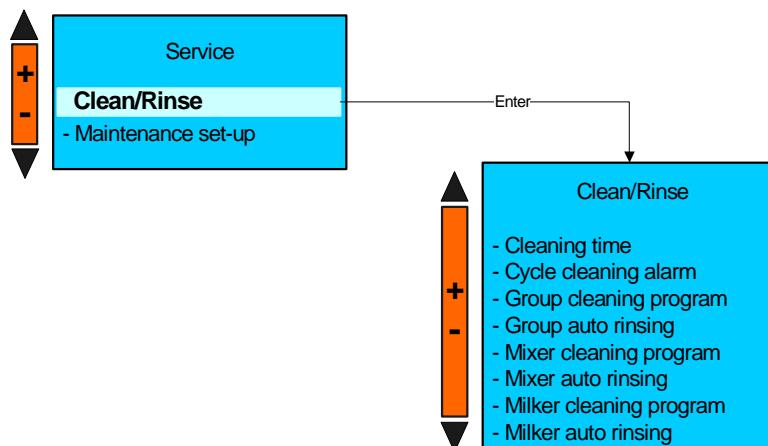 Service
+
Clean/Rinse
-
- Maintenance set-up
Enter
Clean/Rinse
- Cleaning time
- Cycle cleaning alarm
- Group cleaning program
+
- Group auto rinsing
-
- Mixer cleaning program
- Mixer auto rinsing
- Milker cleaning program
- Milker auto rinsing